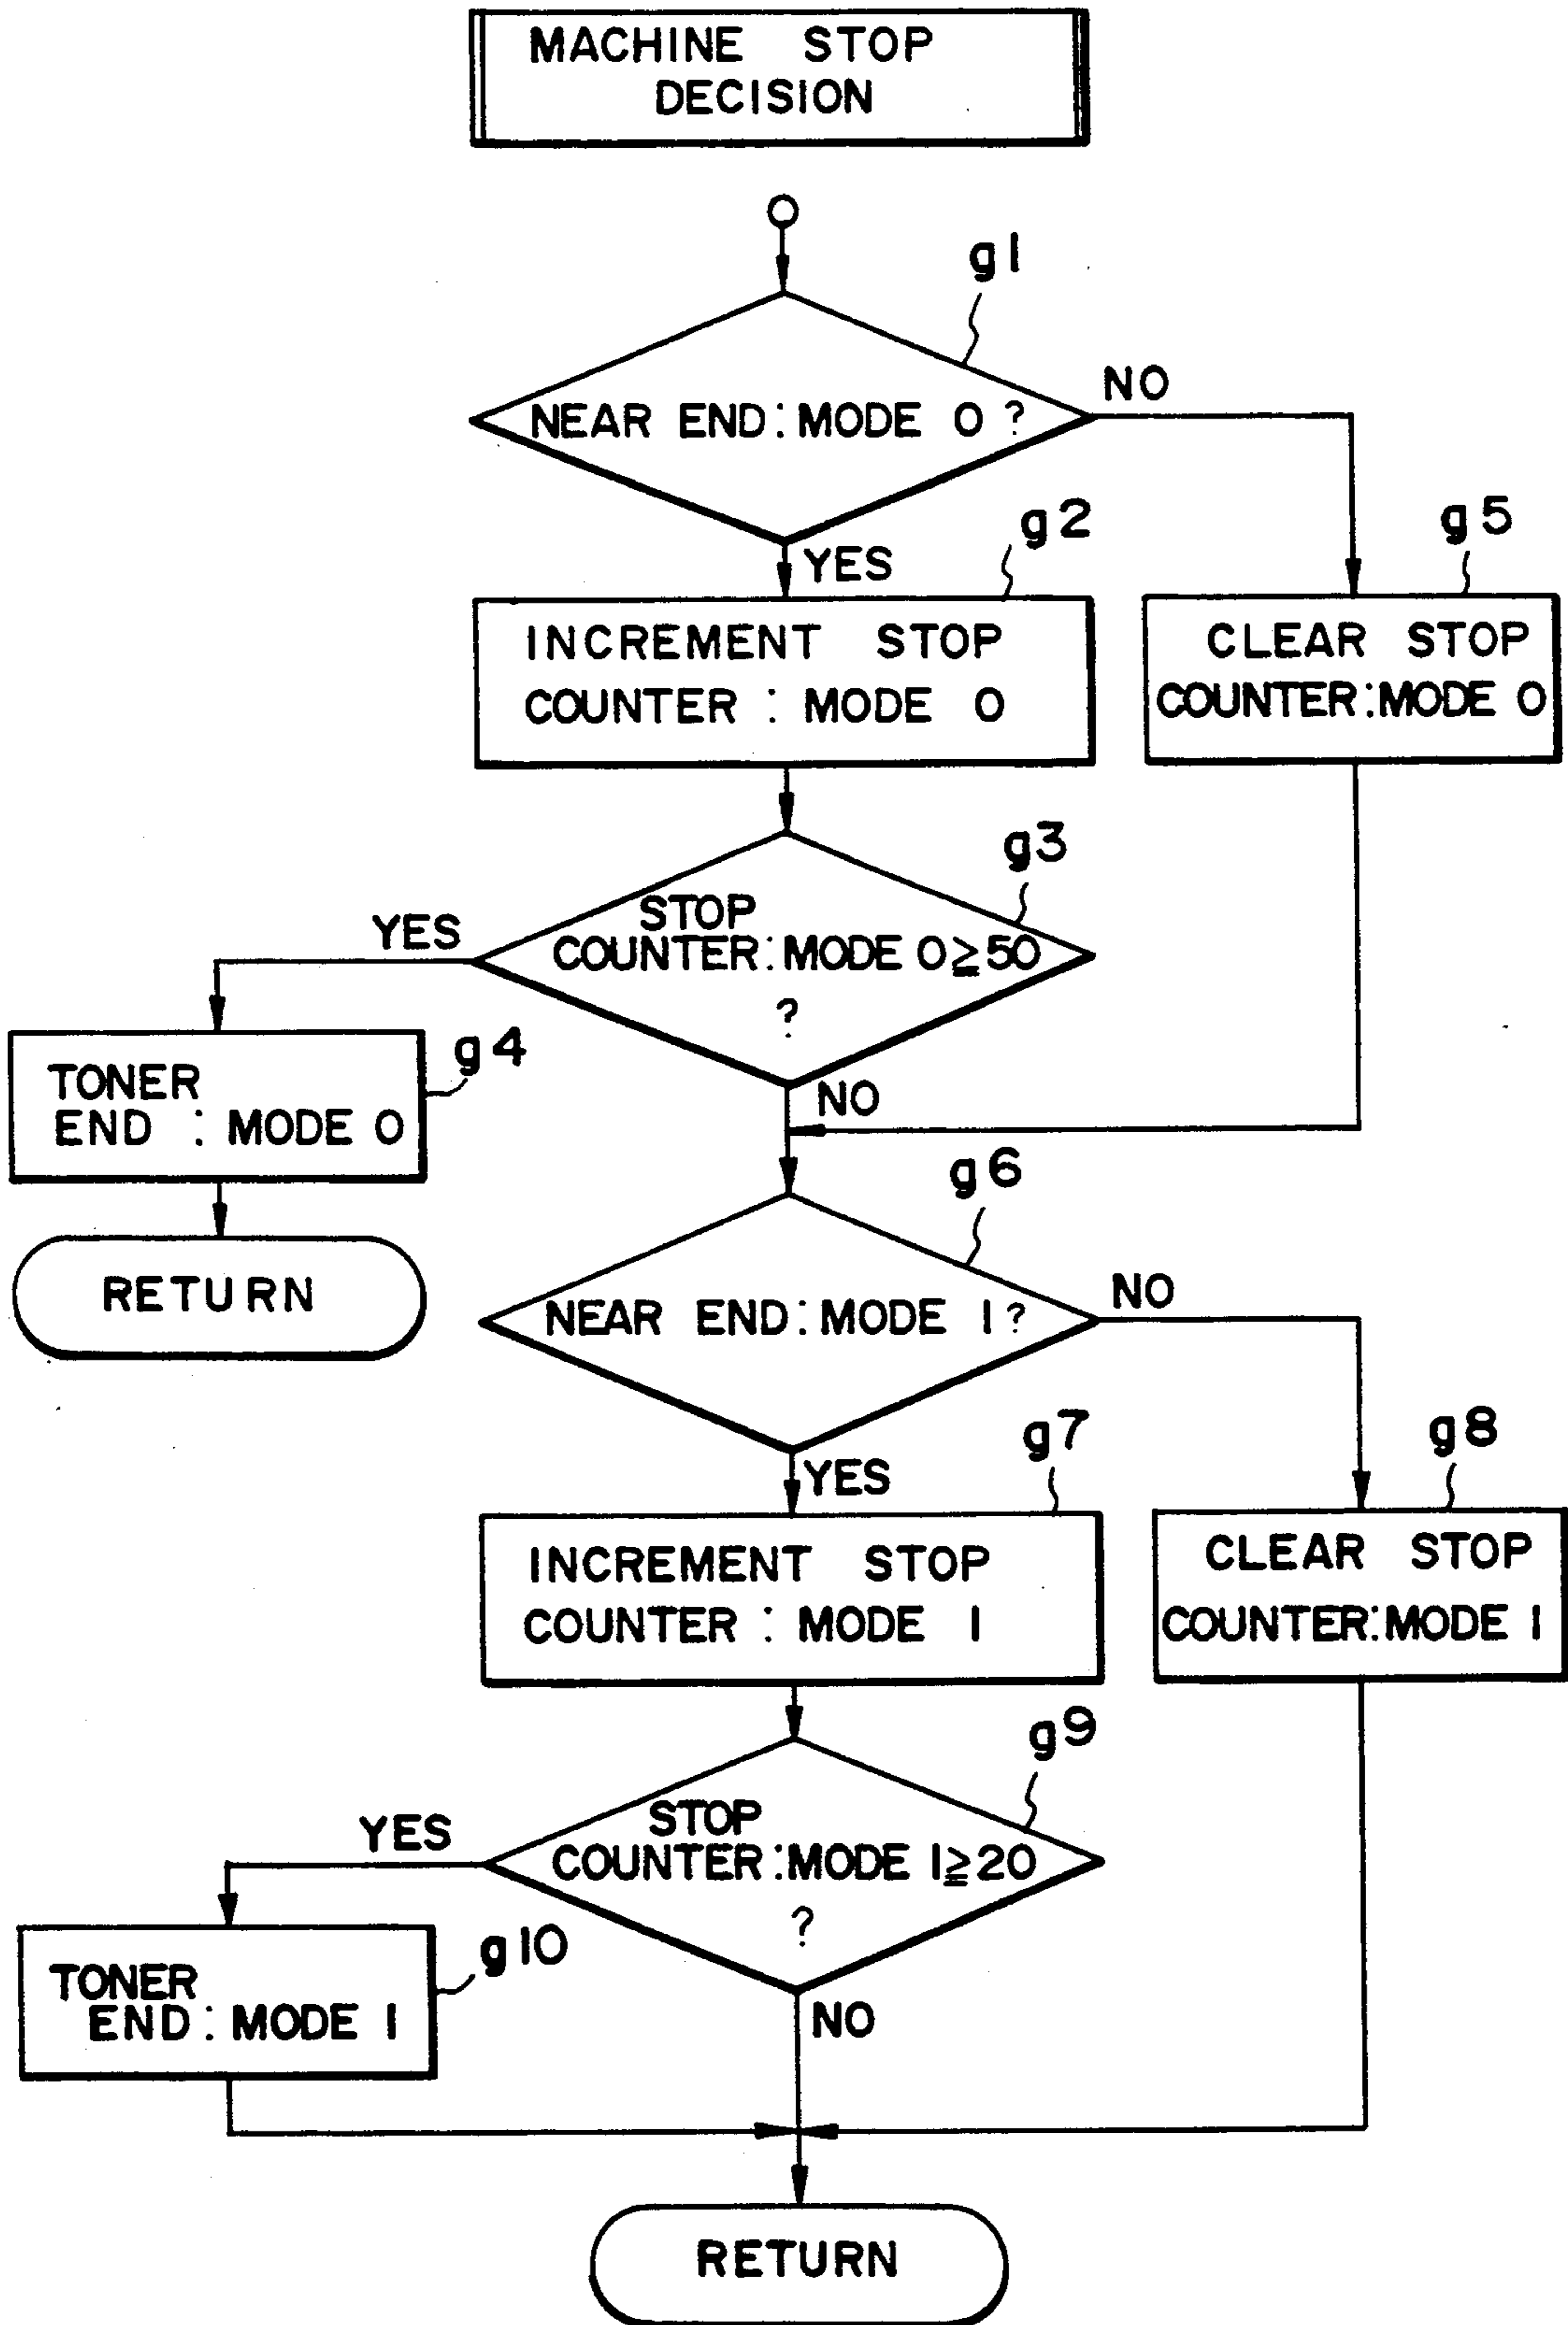 MACHINE STOP
DECISION
g1
NEAR END:MODE 0 ?
NO
YES
g2
INCREMENT STOP
COUNTER : MODE 0
g5
CLEAR STOP
COUNTER:MODE 0
g3
STOP
COUNTER:MODE 0≧50
?
YES
NO
g4
TONER
END : MODE 0
RETURN
g6
NEAR END:MODE 1?
NO
YES
g7
INCREMENT STOP
COUNTER : MODE 1
g8
CLEAR STOP
COUNTER:MODE 1
g9
STOP
COUNTER:MODE 1≧20
?
YES
NO
g10
TONER
END:MODE 1
RETURN